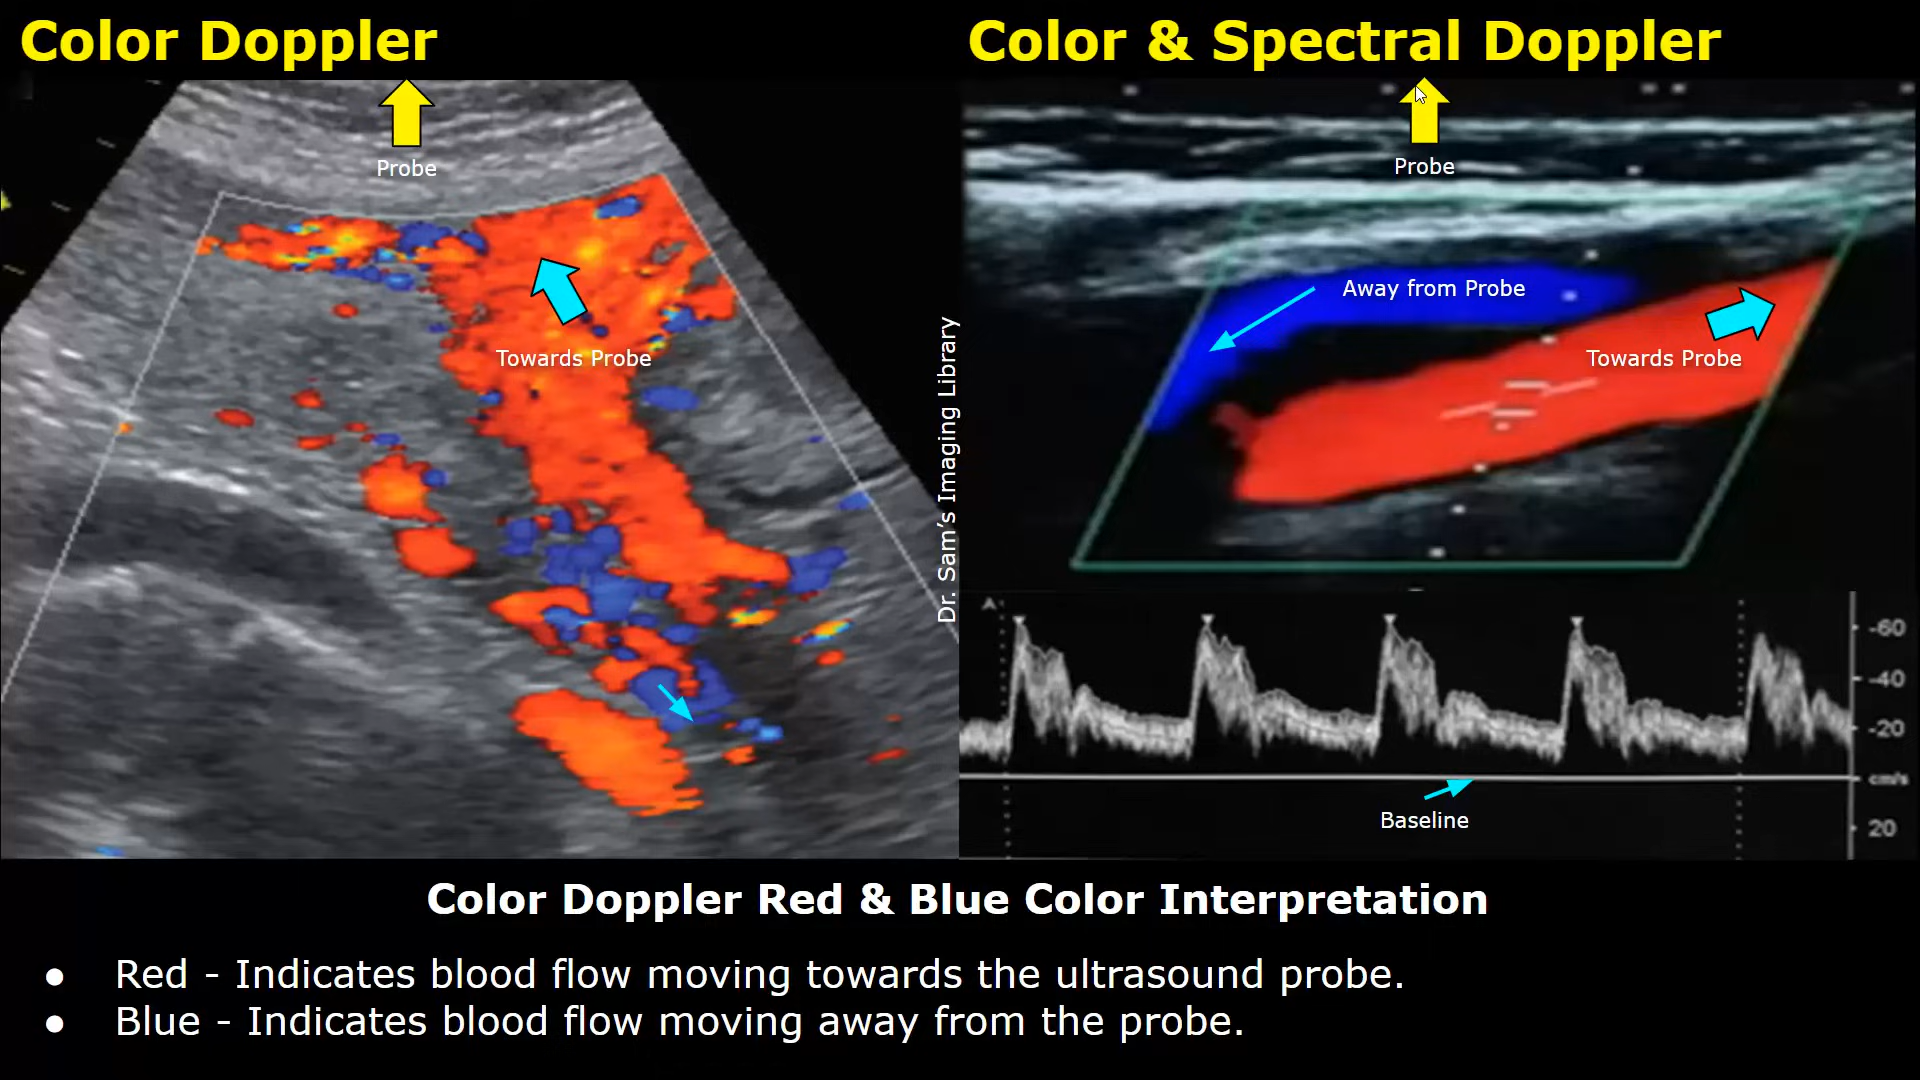 Color Doppler
Color & Spectral Doppler
Probe
Probe
Away from Probe
Towards Probe
Towards Probe
Dr. Sam's Imaging Library
A
-60
-40
-20
cm/s
20
Baseline
Color Doppler Red & Blue Color Interpretation
● Red - Indicates blood flow moving towards the ultrasound probe.
● Blue - Indicates blood flow moving away from the probe.